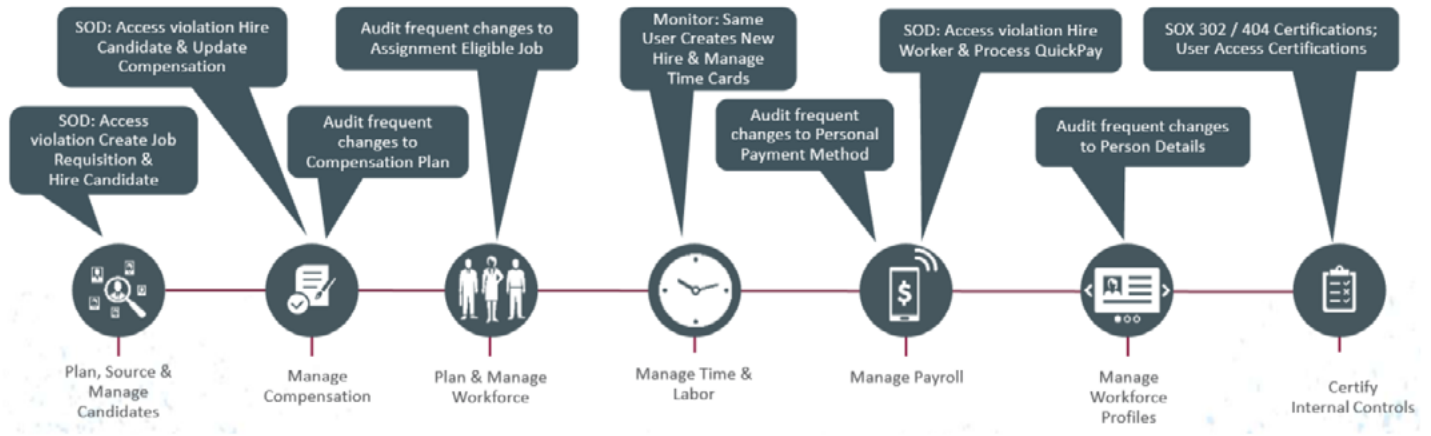 SOD: Access
violation Create Job
Requisition &
Hire Candidate
SOD: Access violation Hire
Candidate & Update
Compensation
Audit frequent
changes to
Compensation Plan
Audit frequent changes to
Assignment Eligible Job
Monitor: Same
User Creates New
Hire & Manage
Time Cards
Audit frequent
changes to Personal
Payment Method
SOD: Access violation Hire
Worker & Process QuickPay
Audit frequent changes
to Person Details
SOX 302 / 404 Certifications;
User Access Certifications
$
Plan, Source &
Manage
Candidates
Manage
Compensation
Plan & Manage
Workforce
Manage Time &
Labor
Manage Payroll
Manage
Workforce
Profiles
Certify
Internal Controls